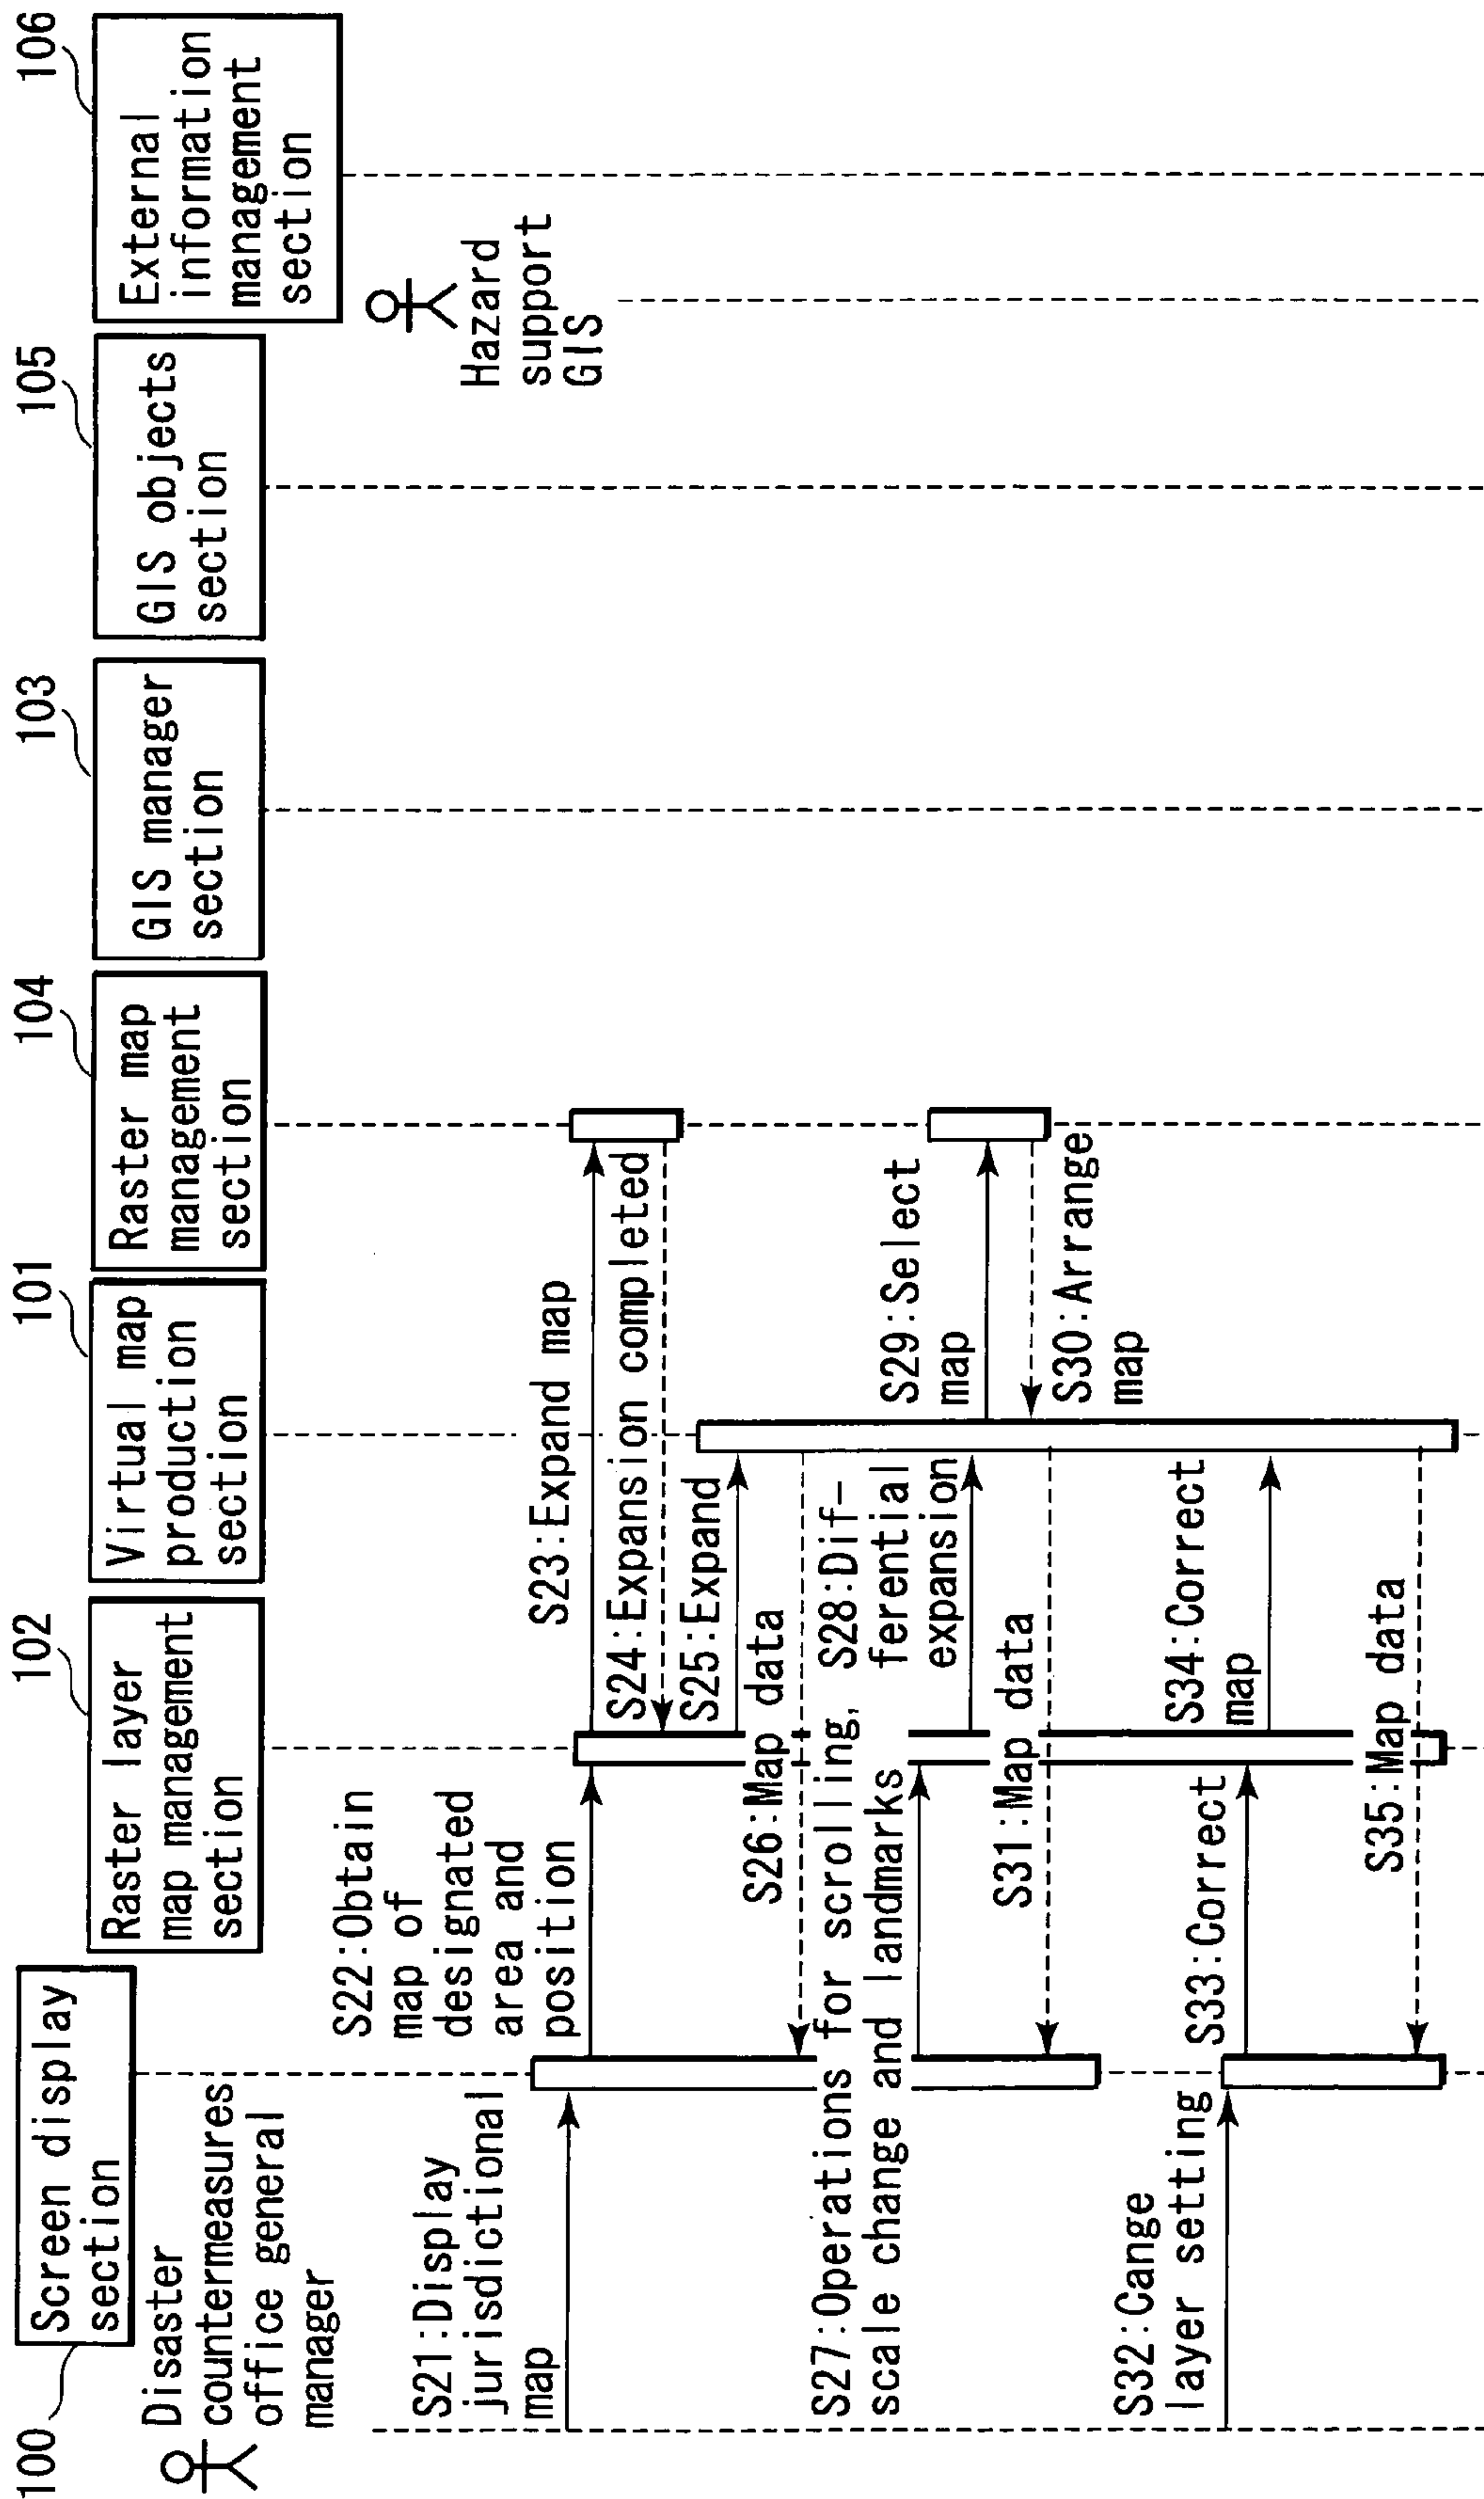 100
Screen display
section
102
Raster layer
map management
section
101
Virtual map
production
section
104
Raster map
management
section
103
GIS manager
section
105
GIS objects
section
106
External
information
management
section
Disaster
countermeasures
office general
manager
Hazard
support
GIS
S21:Display
jurisdictional
map
S22:Obtain
map of
designated
area and
position
S23:Expand map
S24:Expansion completed
S25:Expand
S26:Map data
S27:Operations for scrolling,
scale change and landmarks
S28:Dif-
ferential
expansion
S29:Select
map
S30:Arrange
map
S31:Map data
S32:Cange
layer setting
S33:Correct
S34:Correct
map
S35:Map data